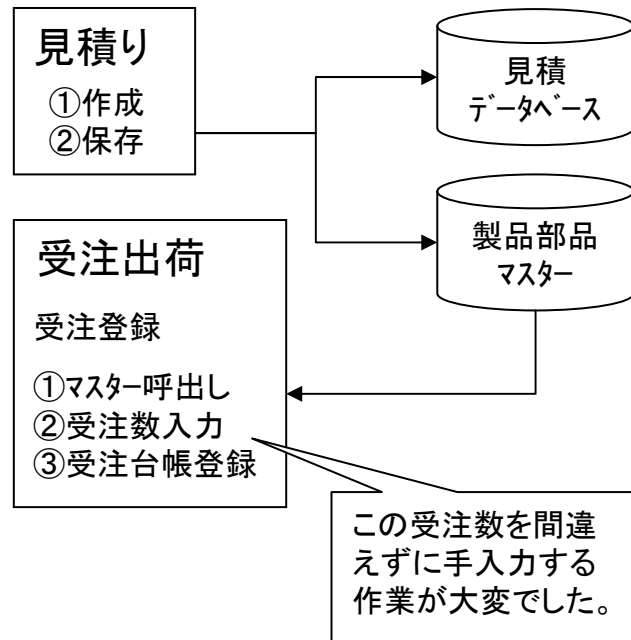 見積り
①作成
②保存
見積
データベース
製品部品
マスター
受注出荷
受注登録
①マスター呼出し
②受注数入力
③受注台帳登録
この受注数を間違
えずに手入力する
作業が大変でした。